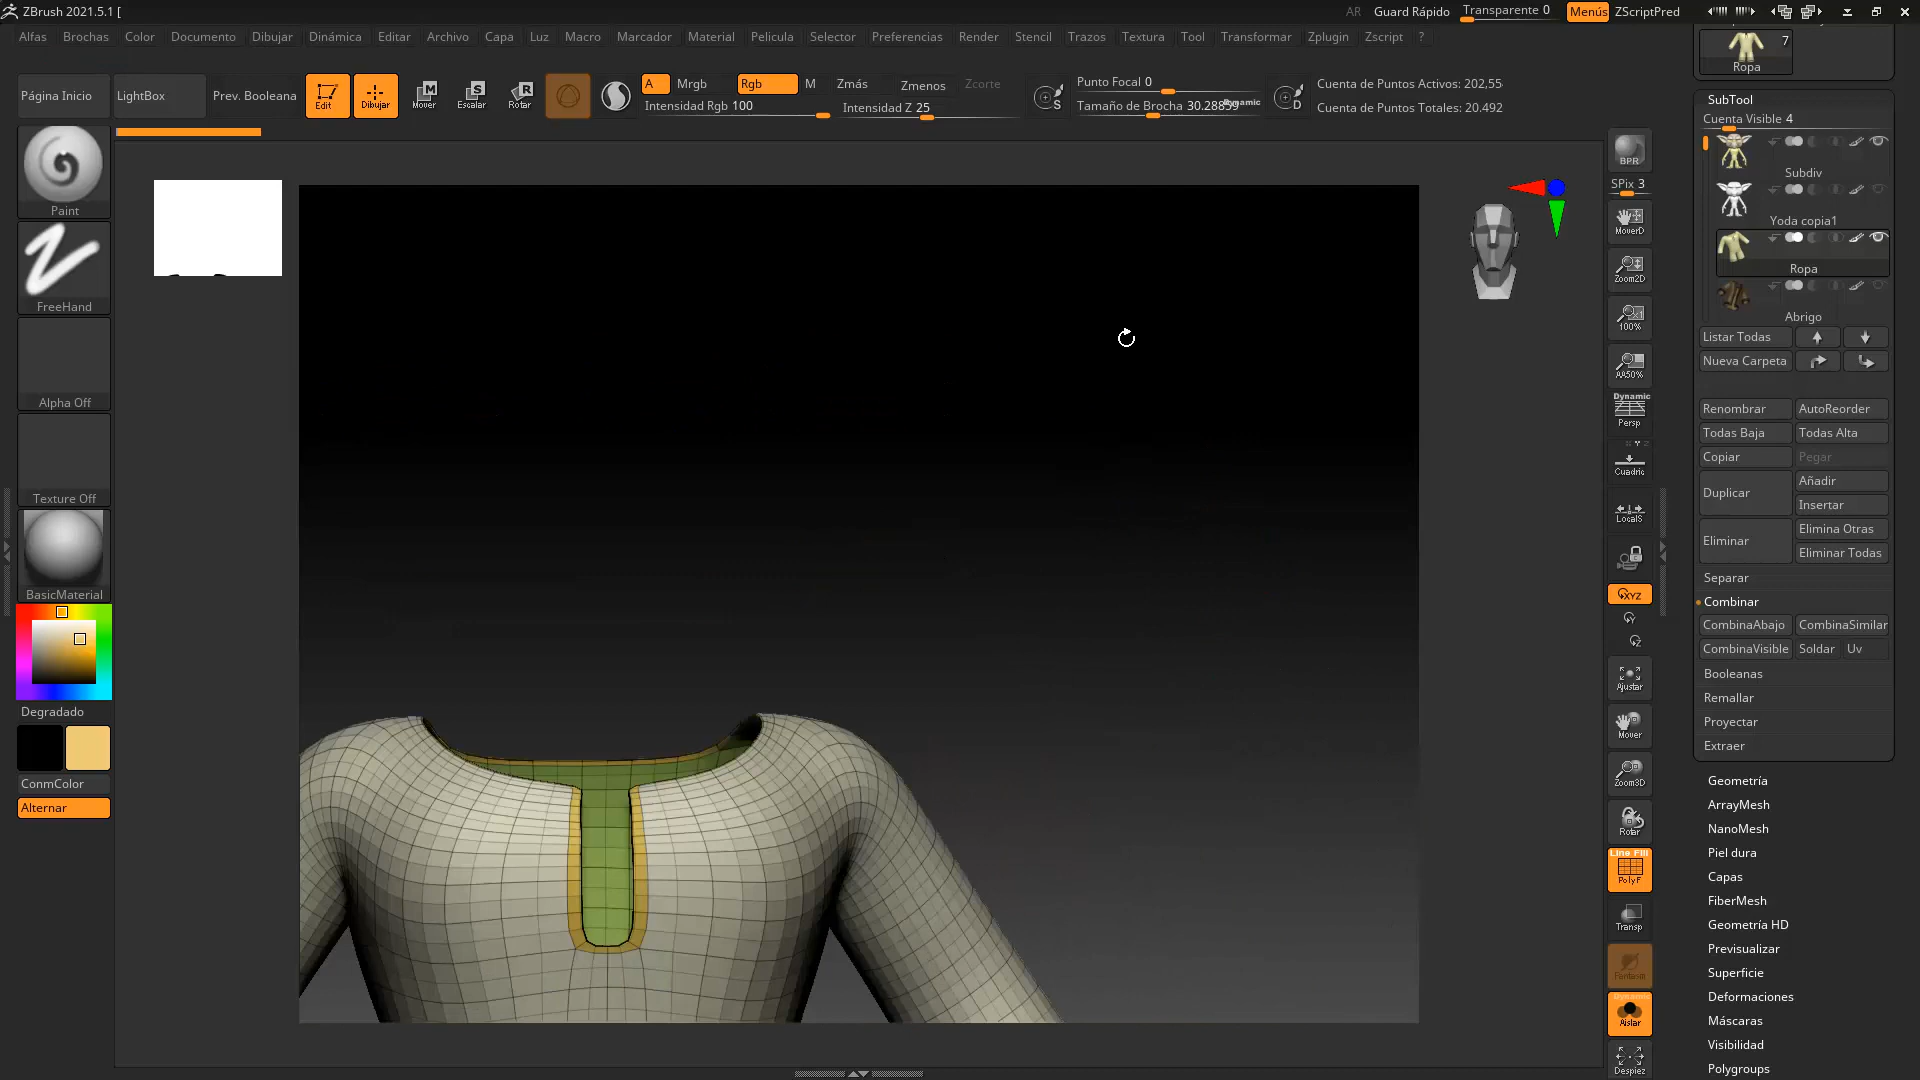 ZBrush 2021.5.1 [
AR Guard Rápido Transparente 0 Menús ZScriptPred
Alfas Brochas Color Documento Dibujar Dinámica Editar Archivo Capa Luz Macro Marcador Material Pelicula Selector Preferencias Render Stencil Trazos Textura Tool Transformar Zplugin Zscript ?
Página Inicio LightBox Prev. Booleana Edit Dibujar Mover Escalar Rotar
A Mrgb Rgb M Zmás Zmenos Zcorte
Intensidad Rgb 100 Intensidad Z 25
Punto Focal 0
Tamaño de Brocha 30.28859 Dynamic
Cuenta de Puntos Activos: 202,55
Cuenta de Puntos Totales: 20.492
Paint
FreeHand
Alpha Off
Texture Off
BasicMaterial
Degradado
ConmColor
Alternar
BPR
SPix 3
MoverD
Zoom2D
100%
AA50%
Dynamic
Persp
Cuadric
LocalS
XYZ
Ajustar
Mover
Zoom3D
Rotar
Line Fill
PolyF
Transp
Fantasm
Dynamic
Aislar
Despiez
7
Ropa
SubTool
Cuenta Visible 4
Subdiv
Yoda copia1
Ropa
Abrigo
Listar Todas
Nueva Carpeta
Renombrar AutoReorder
Todas Baja Todas Alta
Copiar Pegar
Duplicar Añadir
Insertar
Eliminar Elimina Otras
Eliminar Todas
Separar
Combinar
CombinaAbajo CombinaSimilar
CombinaVisible Soldar Uv
Booleanas
Remallar
Proyectar
Extraer
Geometría
ArrayMesh
NanoMesh
Piel dura
Capas
FiberMesh
Geometría HD
Previsualizar
Superficie
Deformaciones
Máscaras
Visibilidad
Polygroups